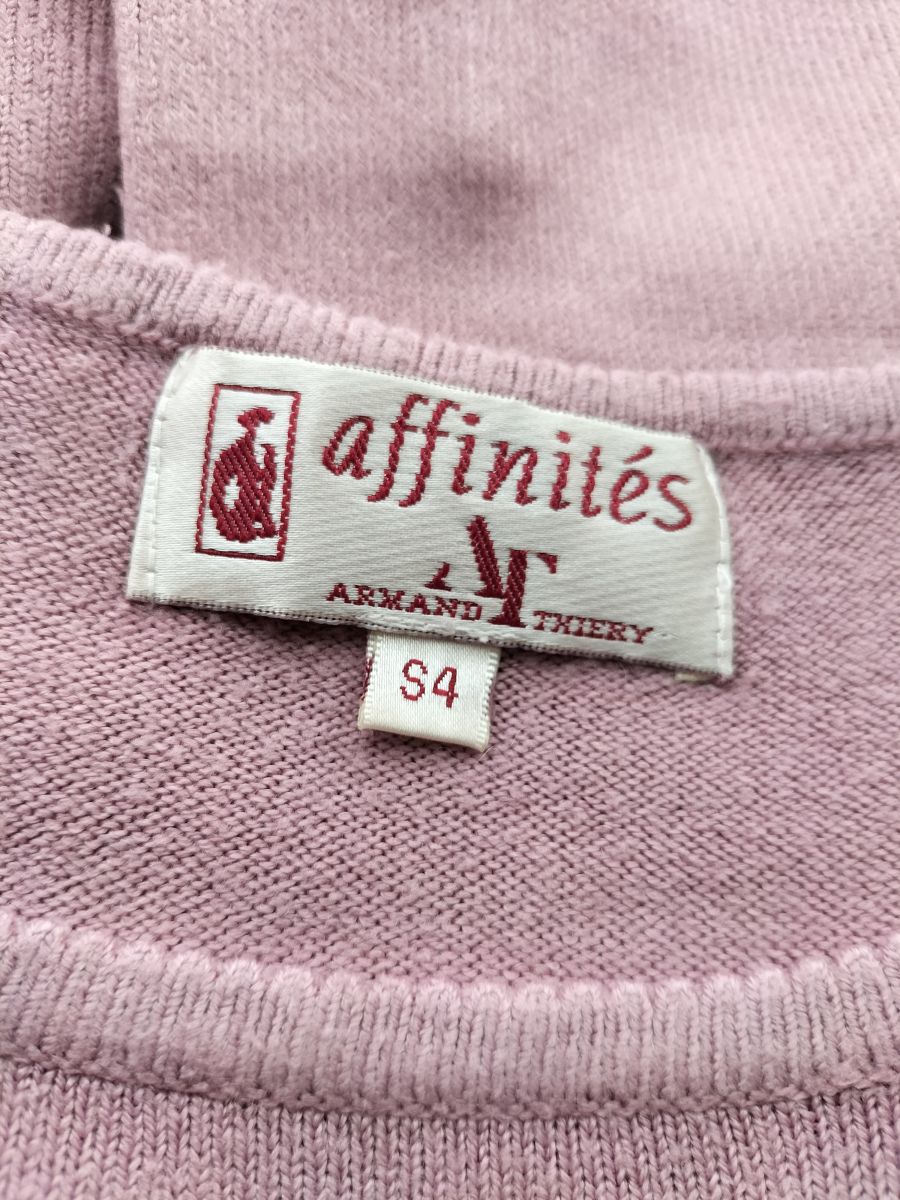 affinités
AT
ARMAND THIERY
S4